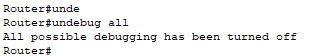 Router#unde
Router#undebug all
All possible debugging has been turned off
Router#